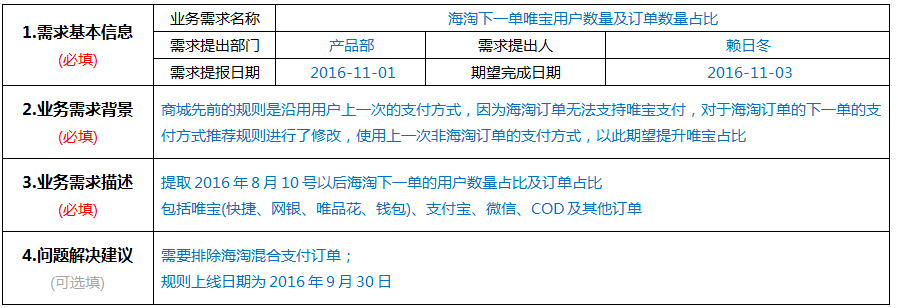 1.需求基本信息
(必填)
业务需求名称
海淘下一单唯宝用户数量及订单数量占比
需求提出部门
产品部
需求提出人
赖日冬
需求提报日期
2016-11-01
期望完成日期
2016-11-03
2.业务需求背景
(必填)
商城先前的规则是沿用用户上一次的支付方式，因为海淘订单无法支持唯宝支付，对于海淘订单的下一单的支
付方式推荐规则进行了修改，使用上一次非海淘订单的支付方式，以此期望提升唯宝占比
3.业务需求描述
(必填)
提取 2016 年 8 月 10 号以后海淘下一单的用户数量占比及订单占比
包括唯宝(快捷、网银、唯品花、钱包)、支付宝、微信、COD 及其他订单
4.问题解决建议
(可选填)
需要排除海淘混合支付订单；
规则上线日期为 2016 年 9 月 30 日